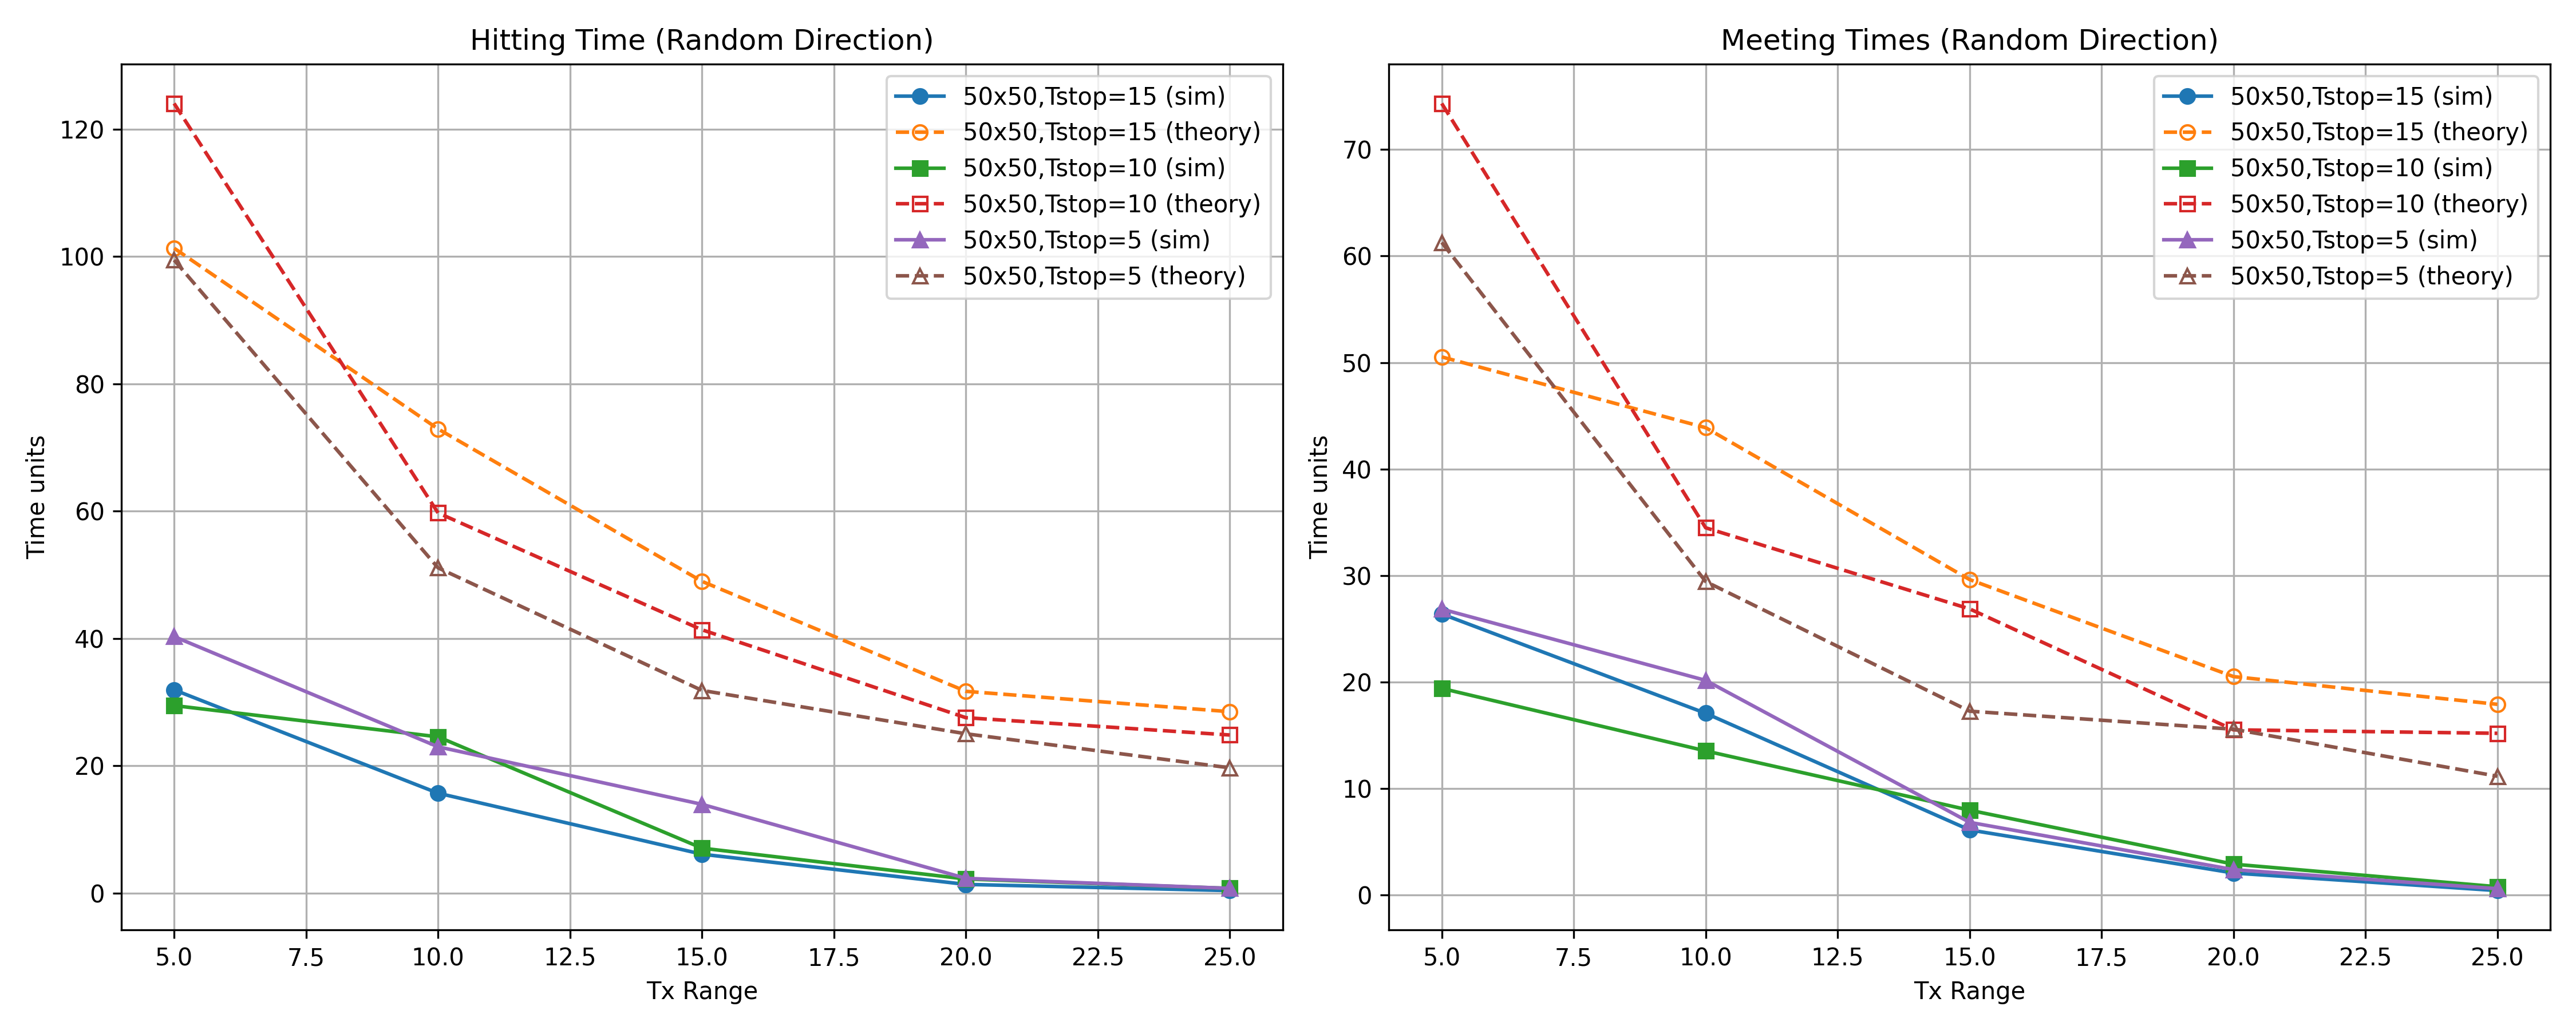 Hitting Time (Random Direction)
Time units
120
100
80
60
40
20
0
50x50,Tstop=15 (sim)
50x50,Tstop=15 (theory)
50x50,Tstop=10 (sim)
50x50,Tstop=10 (theory)
50x50,Tstop=5 (sim)
50x50,Tstop=5 (theory)
5.0 7.5 10.0 12.5 15.0 17.5 20.0 22.5 25.0
Tx Range
Meeting Times (Random Direction)
Time units
70
60
50
40
30
20
10
0
50x50,Tstop=15 (sim)
50x50,Tstop=15 (theory)
50x50,Tstop=10 (sim)
50x50,Tstop=10 (theory)
50x50,Tstop=5 (sim)
50x50,Tstop=5 (theory)
5.0 7.5 10.0 12.5 15.0 17.5 20.0 22.5 25.0
Tx Range